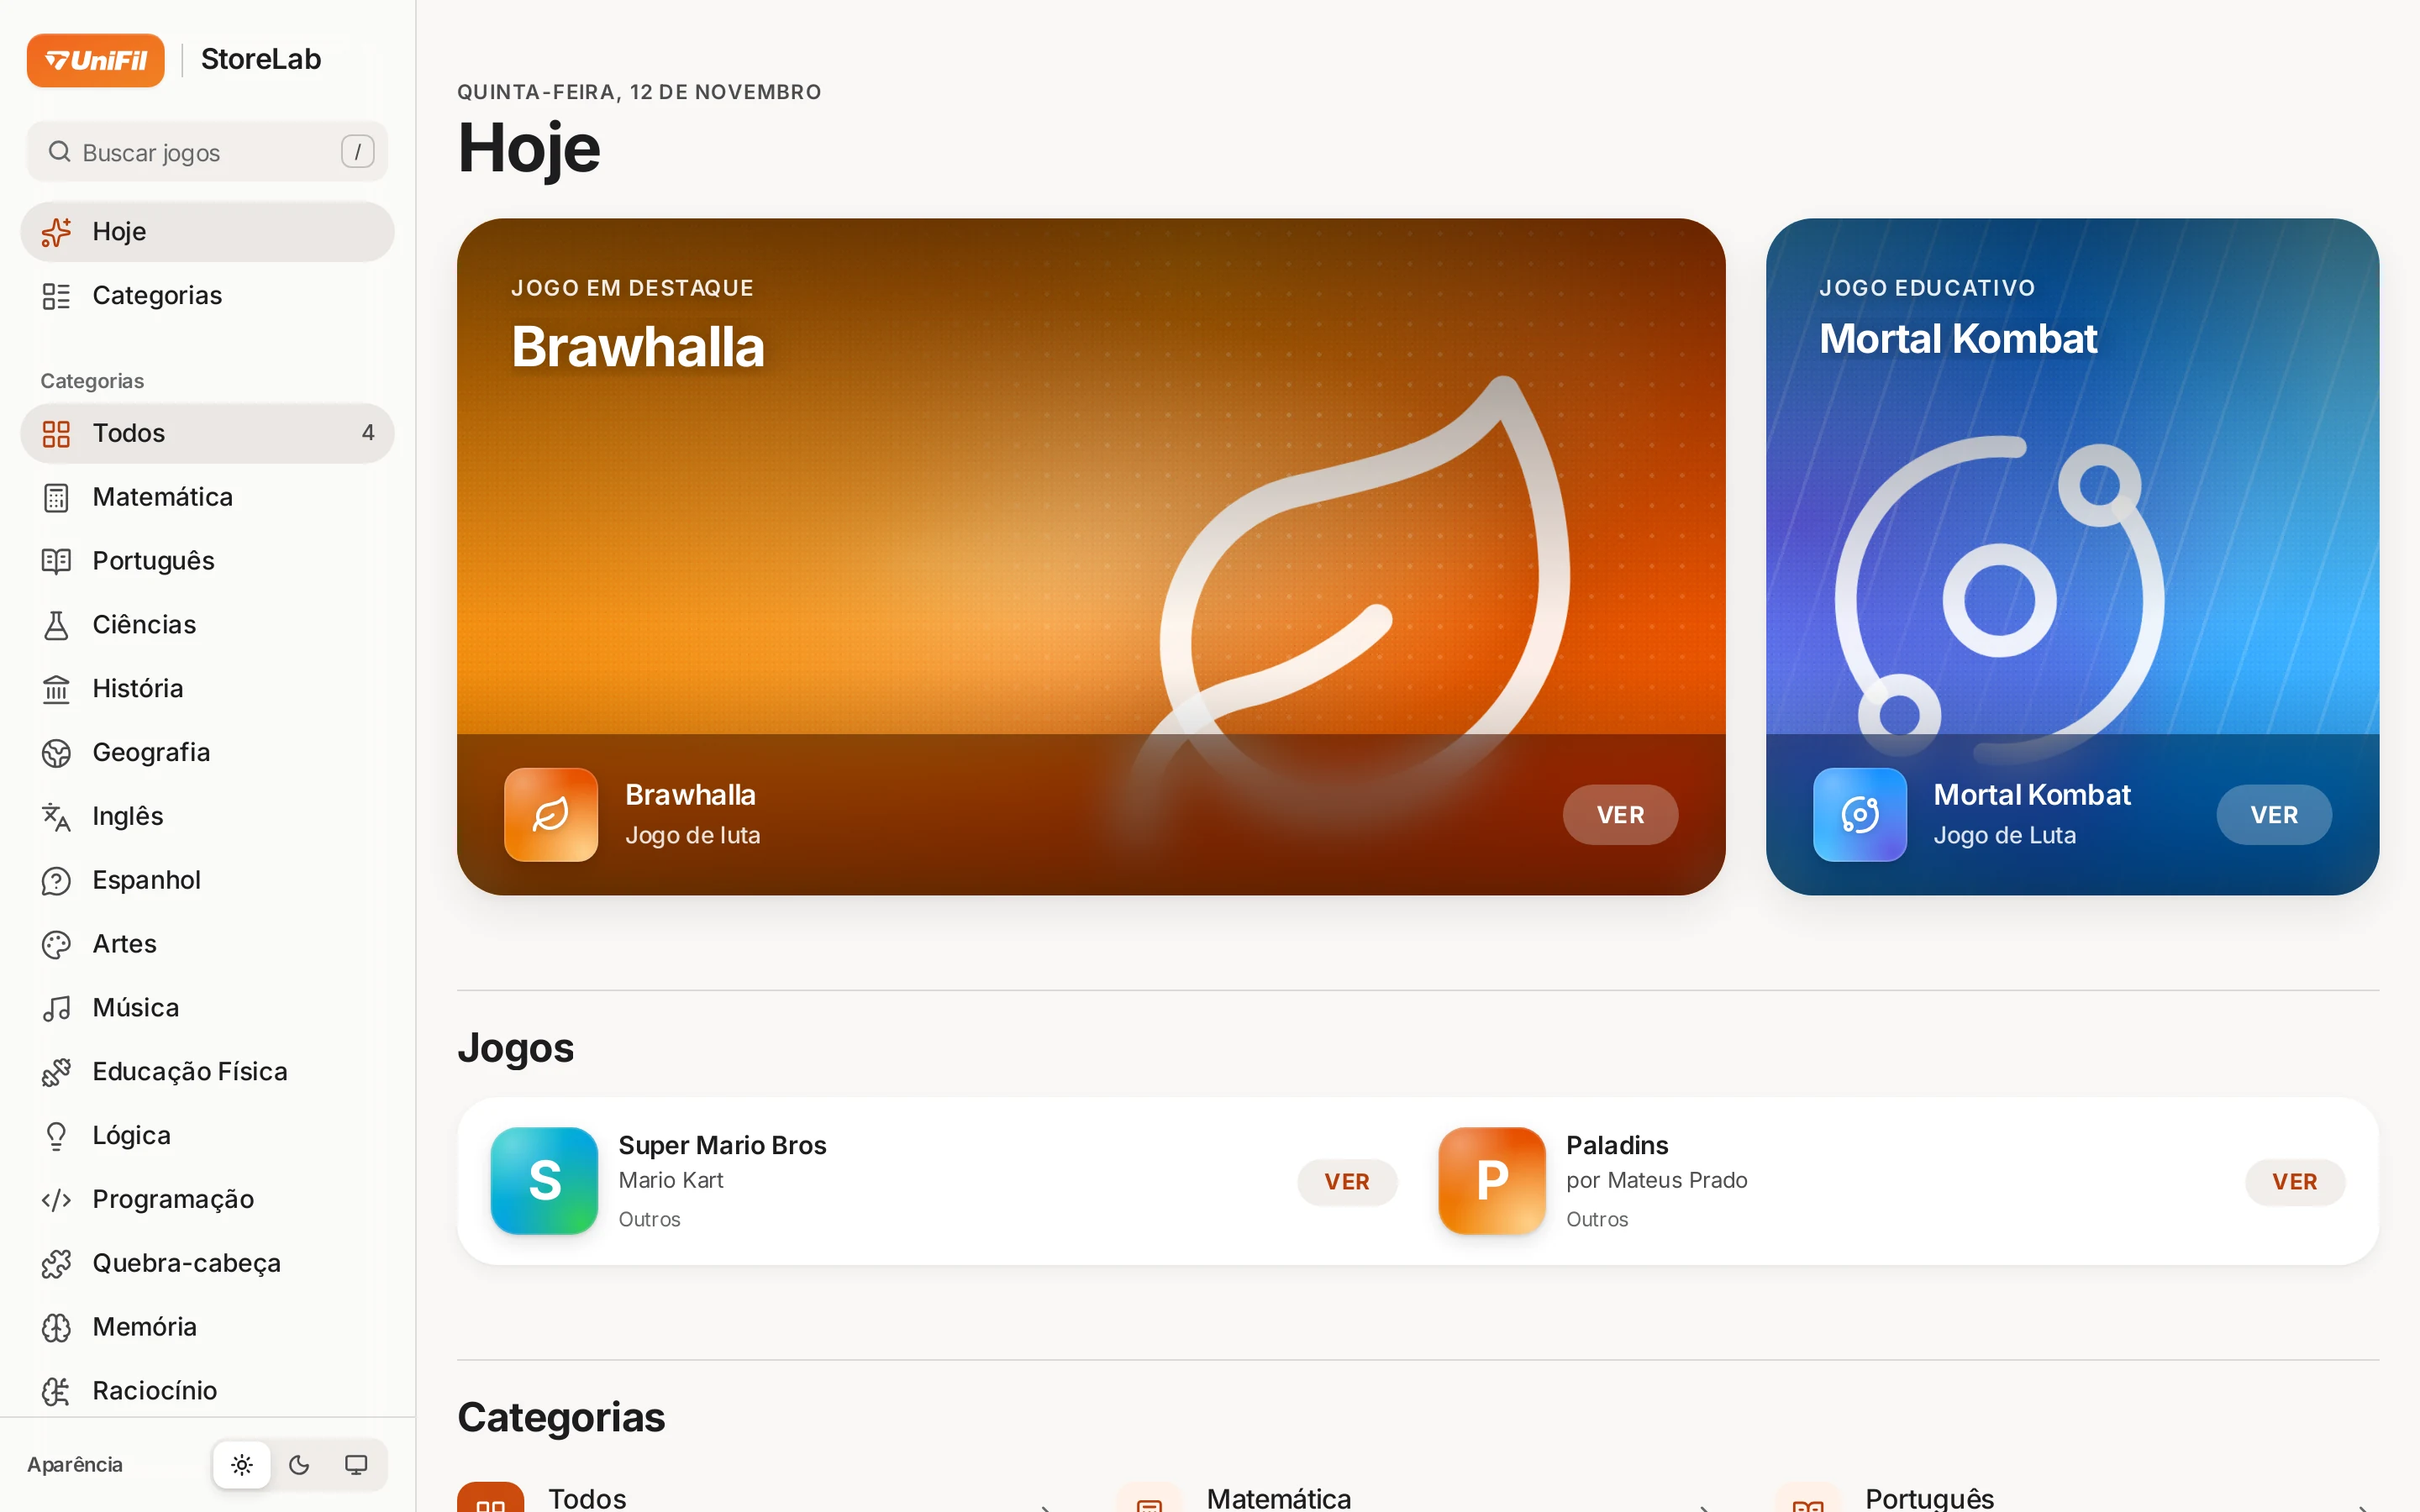 UniFil
StoreLab
Buscar jogos
/
Hoje
Categorias
Categorias
Todos
4
Matemática
Português
Ciências
História
Geografia
Inglês
Espanhol
Artes
Música
Educação Física
Lógica
Programação
Quebra-cabeça
Memória
Raciocínio
Aparência
QUINTA-FEIRA, 12 DE NOVEMBRO
Hoje
JOGO EM DESTAQUE
Brawhalla
Brawhalla
Jogo de luta
VER
JOGO EDUCATIVO
Mortal Kombat
Mortal Kombat
Jogo de Luta
VER
Jogos
S
Super Mario Bros
Mario Kart
Outros
VER
P
Paladins
por Mateus Prado
Outros
VER
Categorias
Todos
Matemática
Português